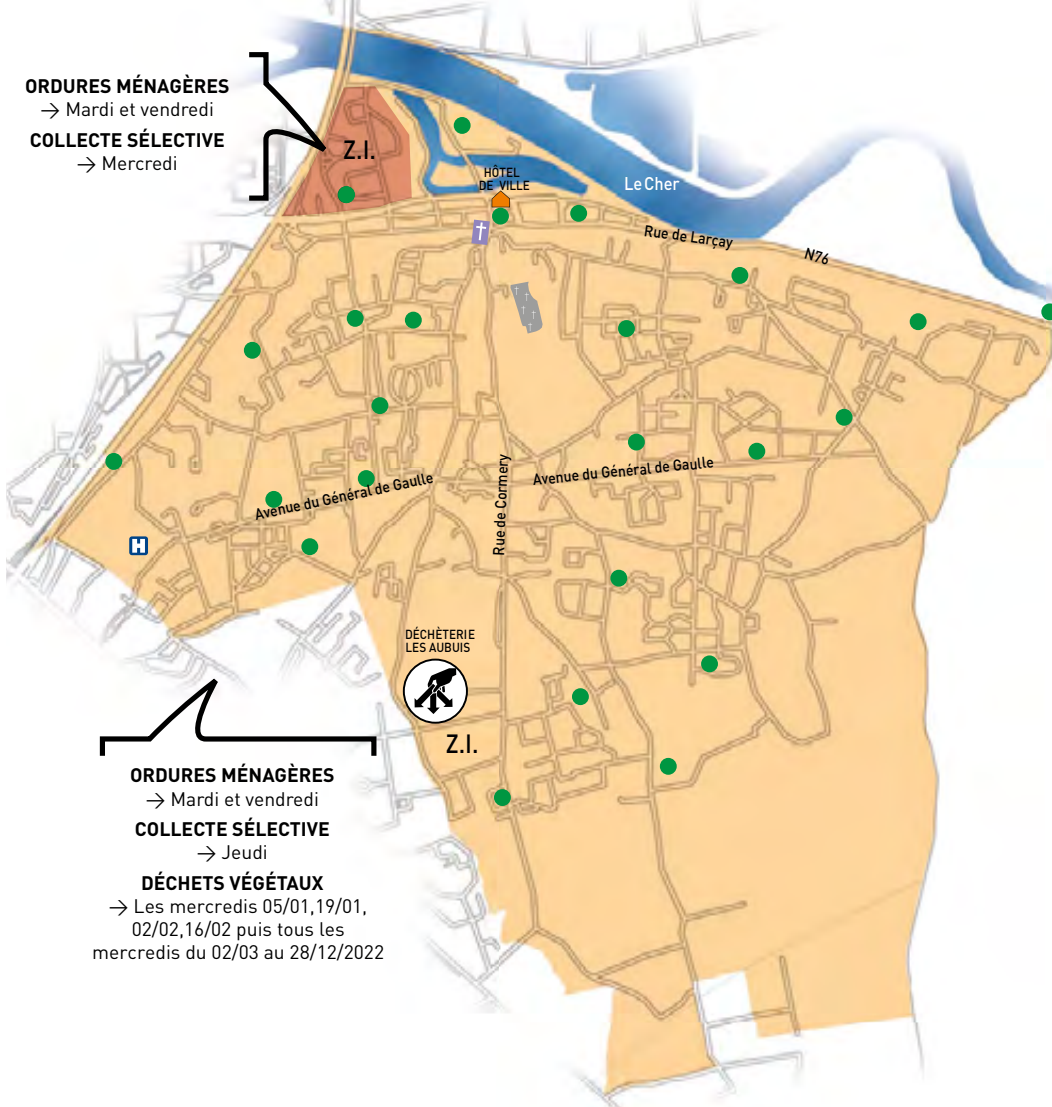 ORDURES MÉNAGÈRES
→ Mardi et vendredi
COLLECTE SÉLECTIVE
→ Mercredi
Z.I.
HÔTEL
DE VILLE
Le Cher
Rue de Larçay
N76
Avenue du Général de Gaulle
Rue de Cormery
Avenue du Général de Gaulle
H
DÉCHÈTERIE
LES AUBUIS
Z.I.
ORDURES MÉNAGÈRES
→ Mardi et vendredi
COLLECTE SÉLECTIVE
→ Jeudi
DÉCHETS VÉGÉTAUX
→ Les mercredis 05/01,19/01,
02/02,16/02 puis tous les
mercredis du 02/03 au 28/12/2022